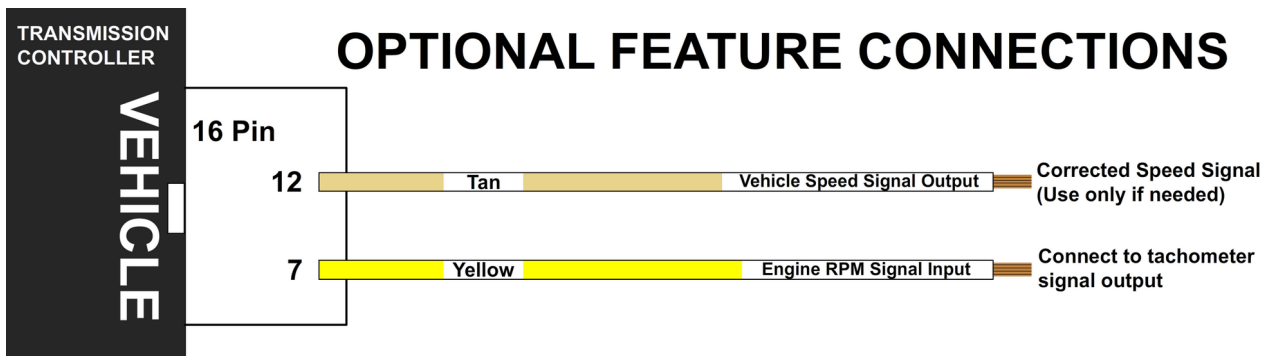 TRANSMISSION
CONTROLLER
VEHICLE
OPTIONAL FEATURE CONNECTIONS
16 Pin
12
Tan
Vehicle Speed Signal Output
Corrected Speed Signal
(Use only if needed)
7
Yellow
Engine RPM Signal Input
Connect to tachometer
signal output